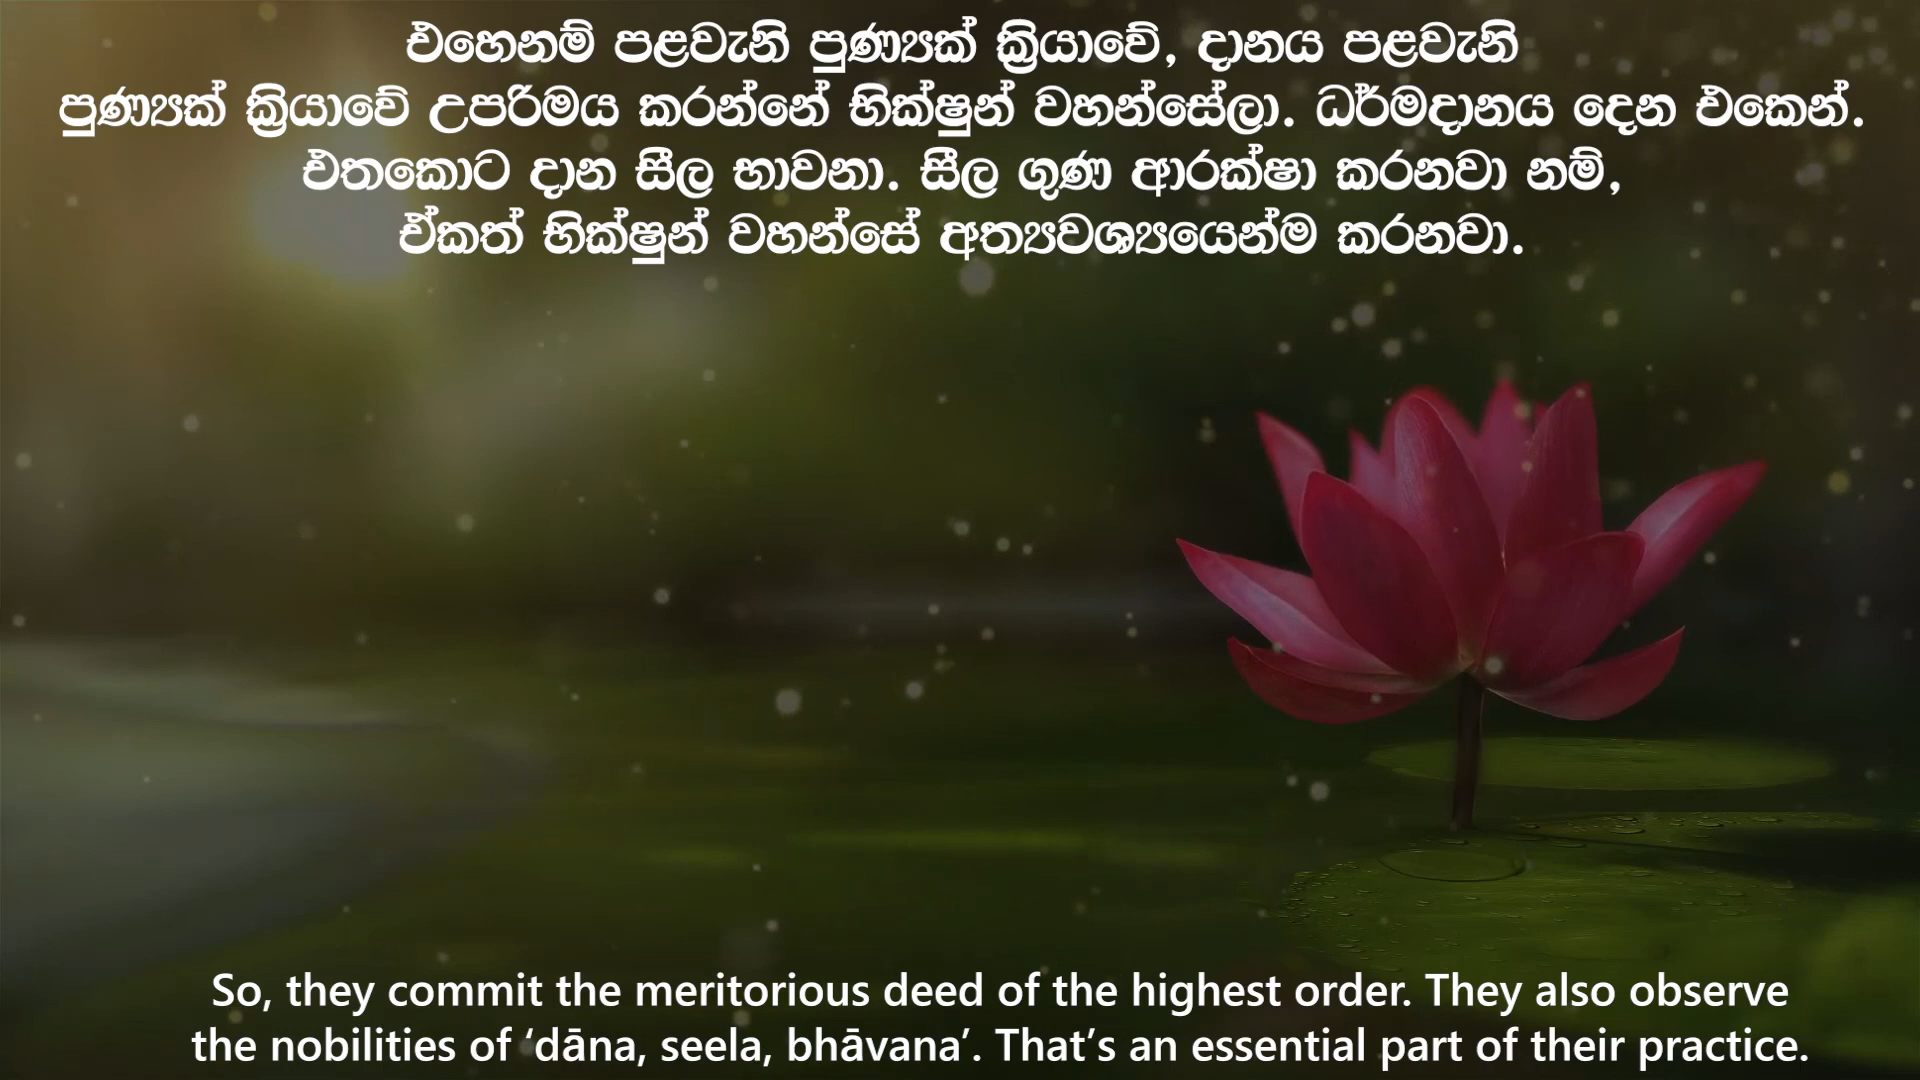 එහෙනම් පළවැනි පුණ්‍යක් ක්‍රියාවේ, දානය පළවැනි
පුණ්‍යක් ක්‍රියාවේ උපරිමය කරන්නේ භික්ෂුන් වහන්සේලා. ධර්මදානය දෙන එකෙන්.
එතකොට දාන සීල භාවනා. සීල ගුණ ආරක්ෂා කරනවා නම්,
ඒකත් භික්ෂුන් වහන්සේ අත්‍යවශ්‍යයෙන්ම කරනවා.
So, they commit the meritorious deed of the highest order. They also observe
the nobilities of ‘dāna, seela, bhāvana’. That’s an essential part of their practice.